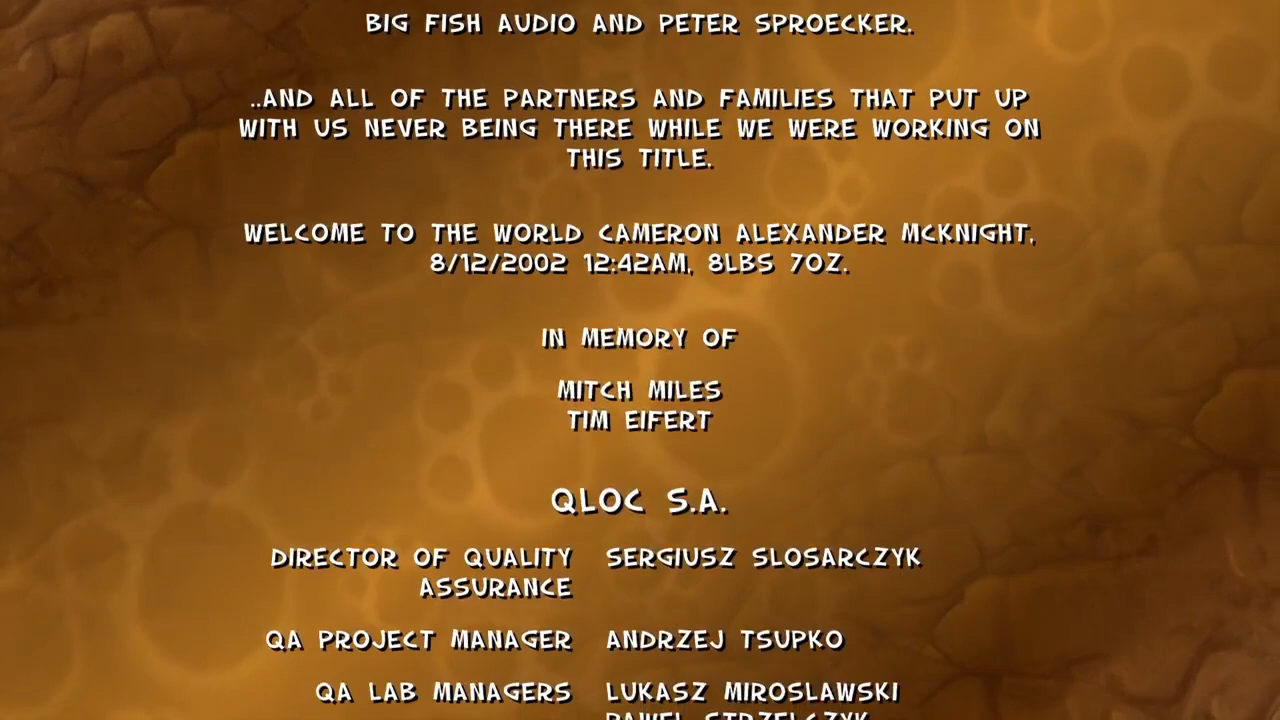 BIG FISH AUDIO AND PETER SPROECKER.
..AND ALL OF THE PARTNERS AND FAMILIES THAT PUT UP
WITH US NEVER BEING THERE WHILE WE WERE WORKING ON
THIS TITLE.
WELCOME TO THE WORLD CAMERON ALEXANDER MCKNIGHT,
8/12/2002 12:42AM, 8LBS 7OZ.
IN MEMORY OF
MITCH MILES
TIM EIFERT
QLOC S.A.
DIRECTOR OF QUALITY SERGIUSZ SLOSARCZYK
ASSURANCE
QA PROJECT MANAGER ANDRZEJ TSUPKO
QA LAB MANAGERS LUKASZ MIROSLAWSKI
PAWEL STRZELCZYK